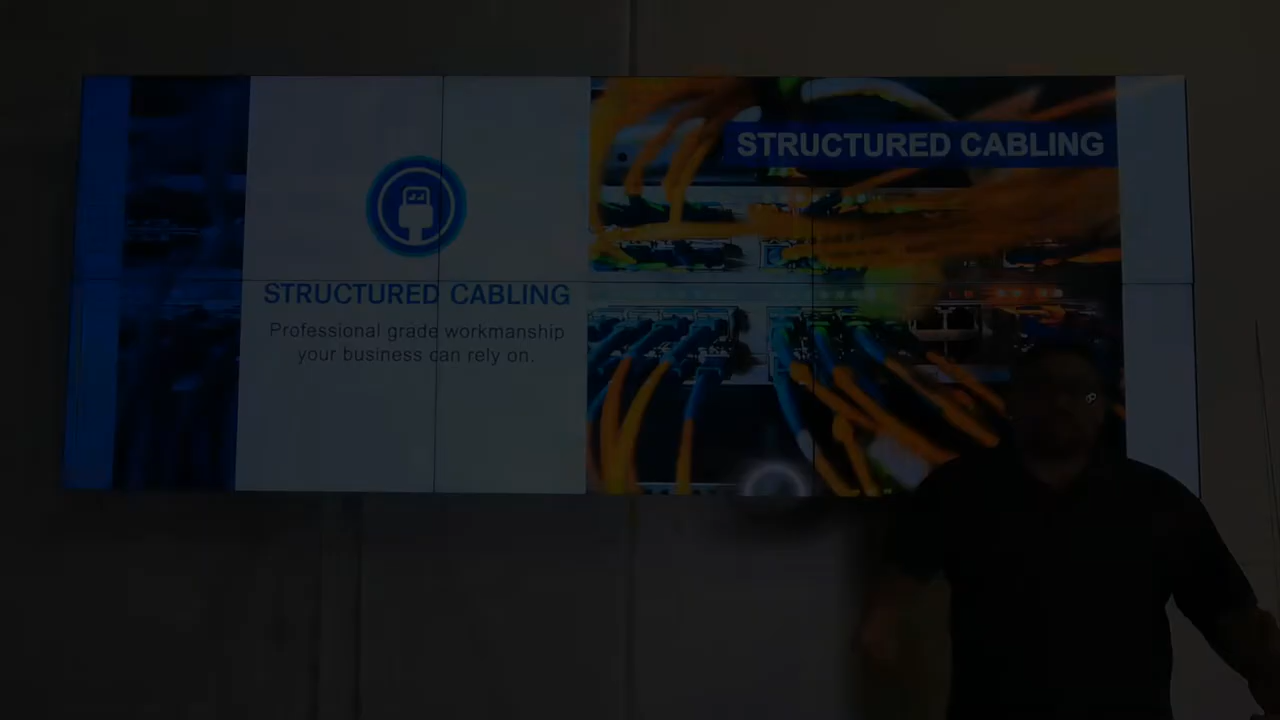 STRUCTURED CABLING
Professional grade workmanship
your business can rely on.
STRUCTURED CABLING